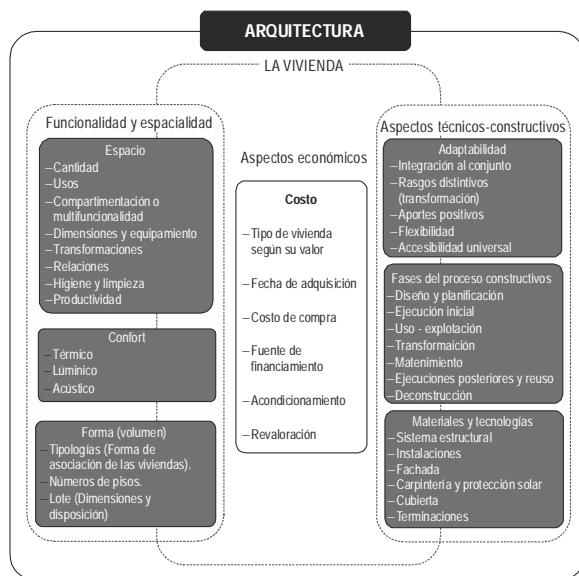 ARQUITECTURA
LA VIVIENDA
Funcionalidad y espacialidad
Espacio
–Cantidad
–Usos
–Compartimentación o
multifuncionalidad
–Dimensiones y equipamiento
–Transformaciones
–Relaciones
–Higiene y limpieza
–Productividad
Confort
–Térmico
–Lúminico
–Acústico
Forma (volumen)
–Tipologías (Forma de
asociación de las viviendas).
–Números de pisos.
–Lote (Dimensiones y
disposición)
Aspectos económicos
Costo
–Tipo de vivienda
según su valor
–Fecha de adquisición
–Costo de compra
–Fuente de
financiamiento
–Acondicionamiento
–Revaloración
Aspectos técnicos-constructivos
Adaptabilidad
–Integración al conjunto
–Rasgos distintivos
(transformación)
–Aportes positivos
–Flexibilidad
–Accesibilidad universal
Fases del proceso constructivos
–Diseño y planificación
–Ejecución inicial
–Uso - explotación
–Transformaición
–Matenimiento
–Ejecuciones posteriores y reuso
–Deconstrucción
Materiales y tecnologías
–Sistema estructural
–Instalaciones
–Fachada
–Carpintería y protección solar
–Cubierta
–Terminaciones